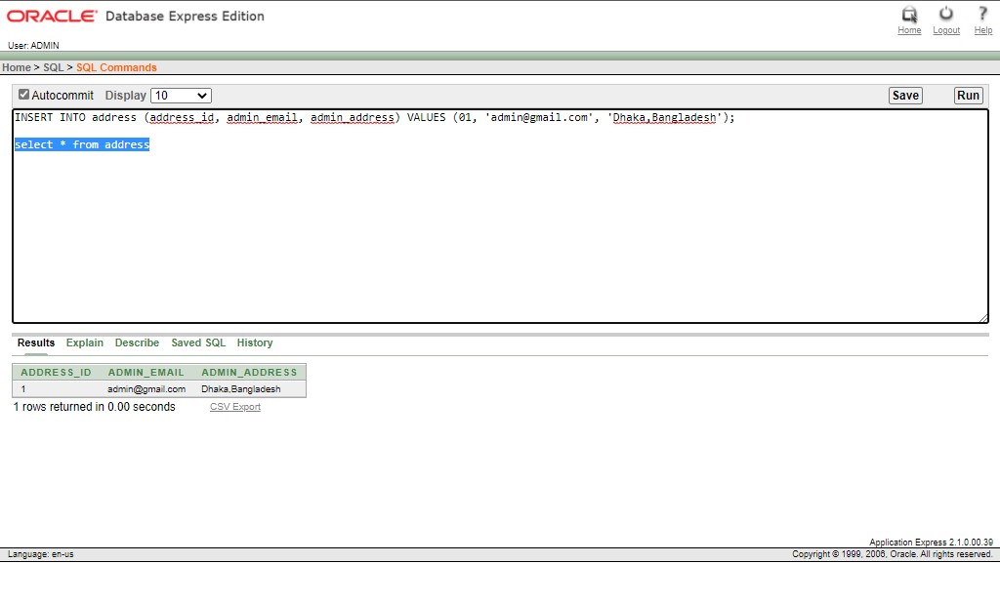 ORACLE Database Express Edition
Home Logout Help
User: ADMIN
Home > SQL > SQL Commands
Autocommit Display 10 Save Run
INSERT INTO address (address_id, admin_email, admin_address) VALUES (01, 'admin@gmail.com', 'Dhaka,Bangladesh');
select * from address
Results Explain Describe Saved SQL History
ADDRESS_ID ADMIN_EMAIL ADMIN_ADDRESS
1 admin@gmail.com Dhaka,Bangladesh
1 rows returned in 0.00 seconds CSV Export
Application Express 2.1.0.00.39
Language: en-us Copyright © 1999, 2006, Oracle. All rights reserved.